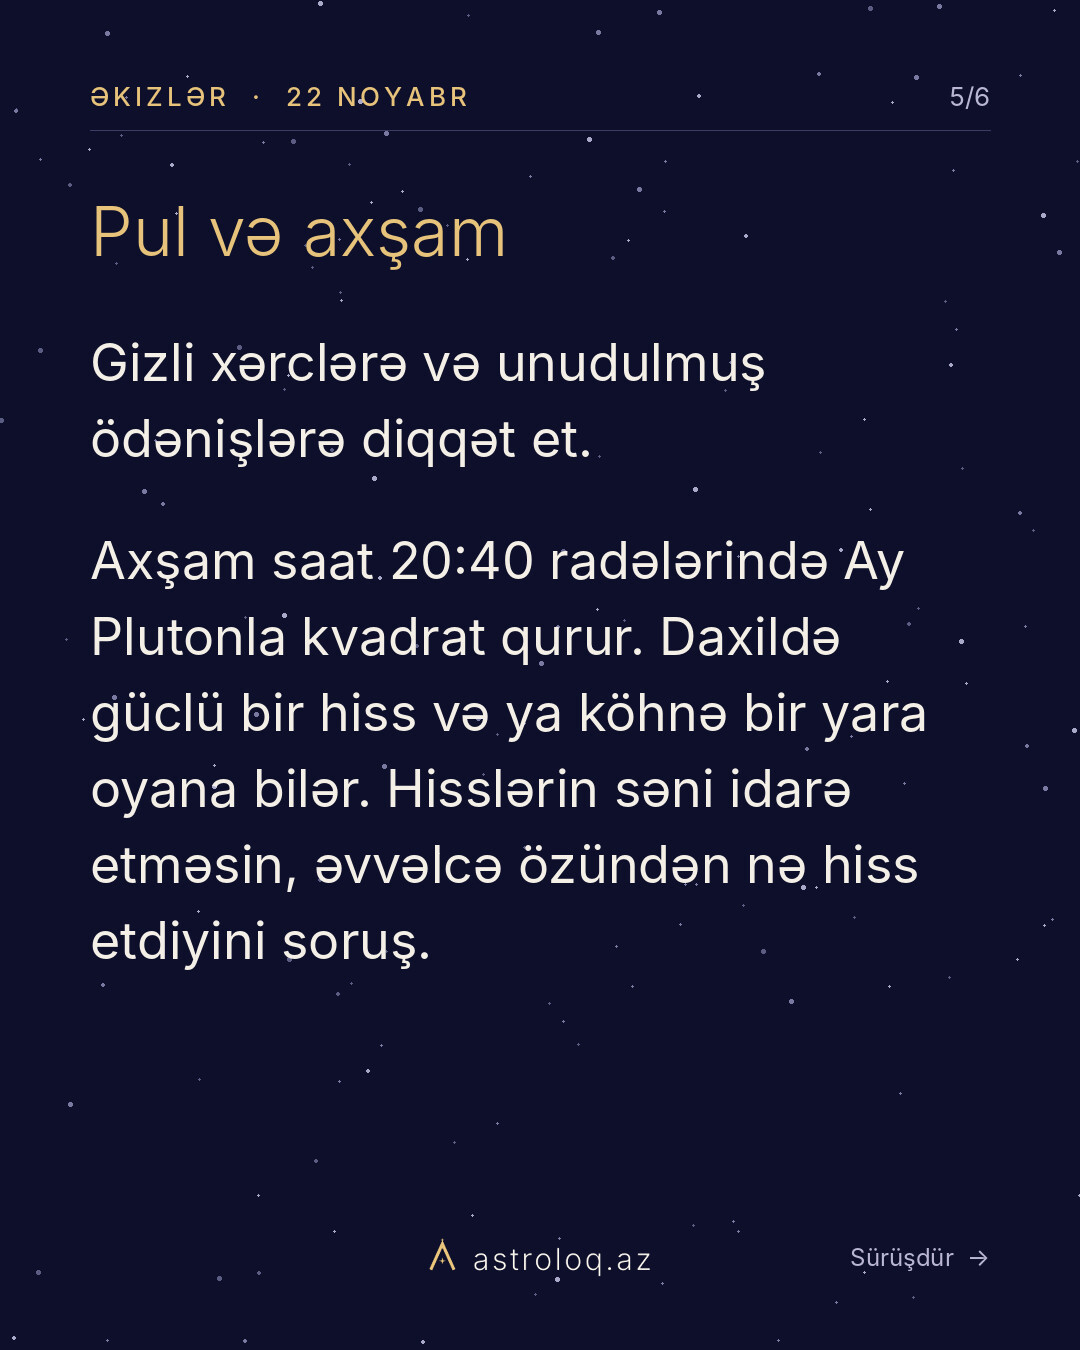 ƏKIZLƏR · 22 NOYABR
5/6
Pul və axşam
Gizli xərclərə və unudulmuş
ödənişlərə diqqət et.
Axşam saat 20:40 radələrində Ay
Plutonla kvadrat qurur. Daxildə
güclü bir hiss və ya köhnə bir yara
oyana bilər. Hisslərin səni idarə
etməsin, əvvəlcə özündən nə hiss
etdiyini soruş.
astroloq.az
Sürüşdür →